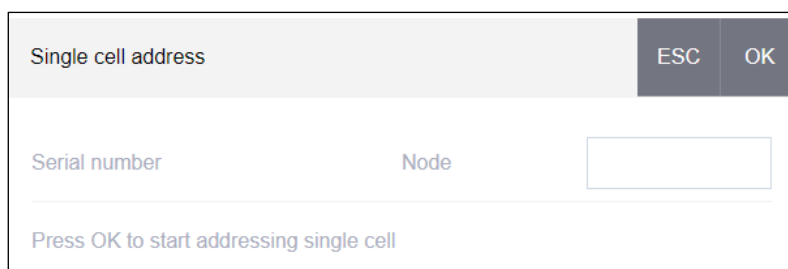 Single cell address ESC OK
Serial number Node
Press OK to start addressing single cell